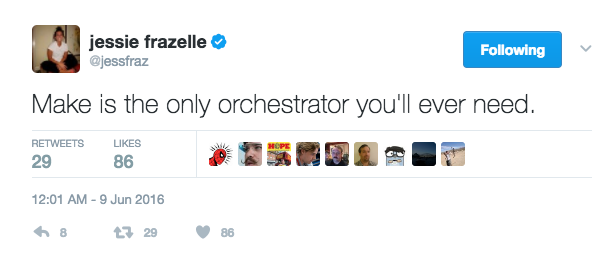 jessie frazelle
@jessfraz
Following
Make is the only orchestrator you'll ever need.
RETWEETS LIKES
29 86
HOPE
12:01 AM - 9 Jun 2016
8 29 86